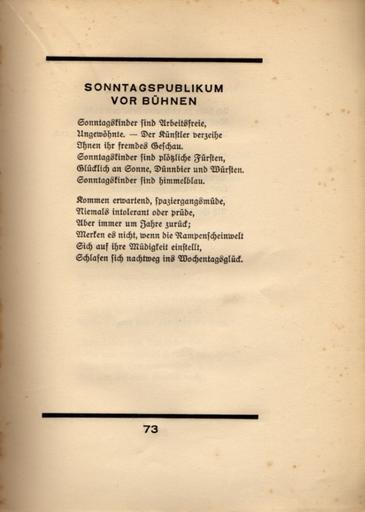 SONNTAGSPUBLIKUM
VOR BÜHNEN
Sonntagskinder sind Arbeitsfreie,
Ungewöhnte. — Der Künstler verzeihe
Ihnen ihr fremdes Geschau.
Sonntagskinder sind plötzliche Fürsten,
Glücklich an Sonne, Dünnbier und Würsten.
Sonntagskinder sind himmelblau.
Kommen erwartend, spaziergangsmüde,
Niemals intolerant oder prüde,
Aber immer um Jahre zurück;
Merken es nicht, wenn die Rampenscheinwelt
Sich auf ihre Müdigkeit einstellt,
Schlafen sich nachtweg ins Wochentagsglück.
73